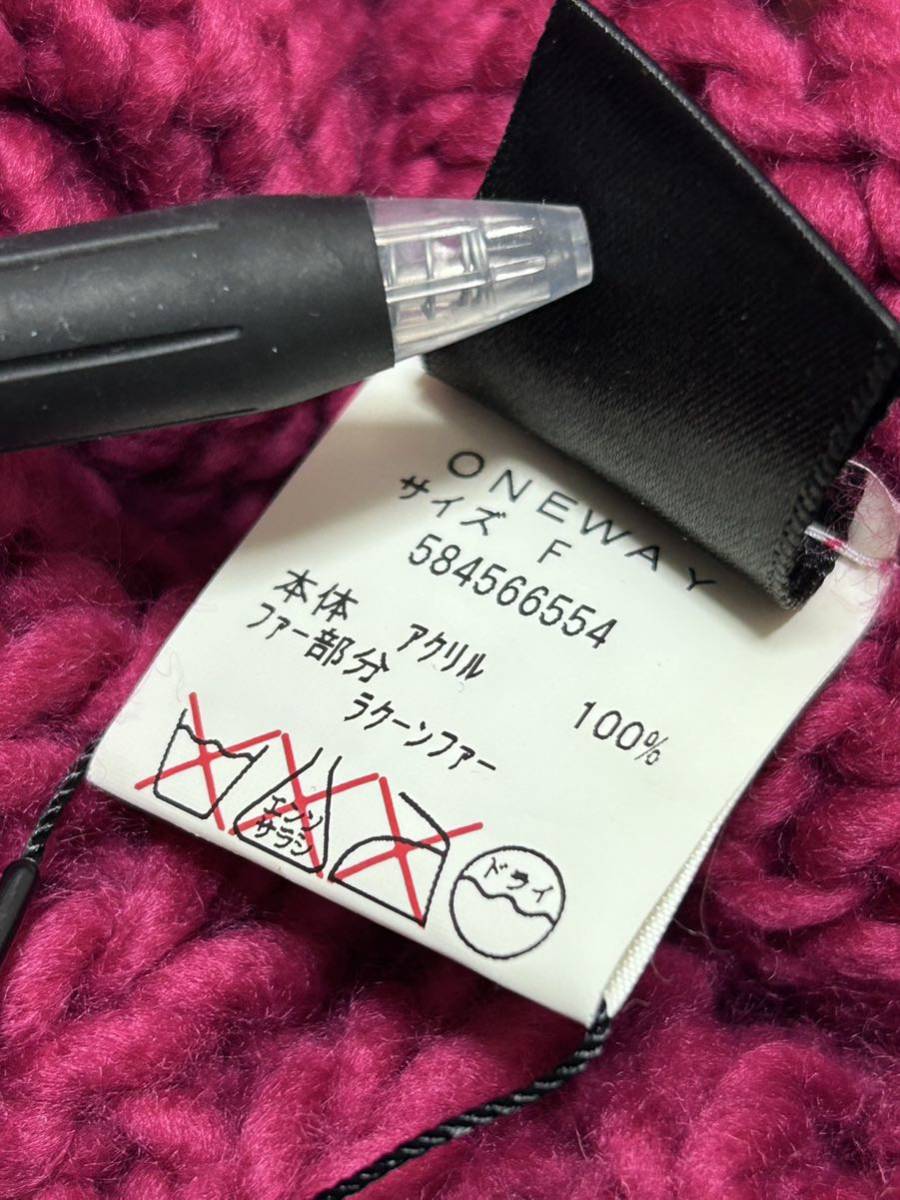 ONEWAY
サイズ F
584566554
本体 アクリル 100%
ファー部分
ラクーンファー
エンソ
サラシ
ドライ